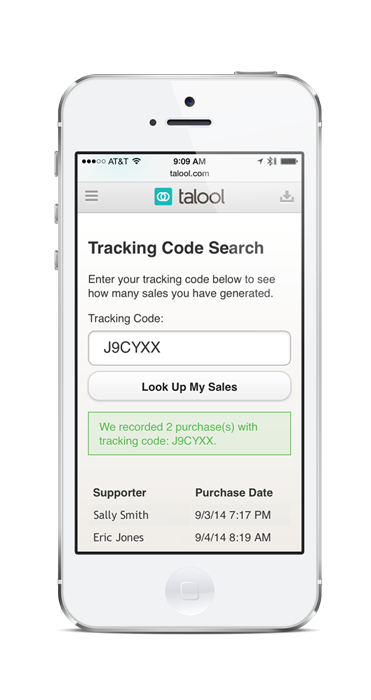 AT&T 9:09 AM
talool.com
talool
Tracking Code Search
Enter your tracking code below to see
how many sales you have generated.
Tracking Code:
J9CYXX
Look Up My Sales
We recorded 2 purchase(s) with
tracking code: J9CYXX.
Supporter Purchase Date
Sally Smith 9/3/14 7:17 PM
Eric Jones 9/4/14 8:19 AM